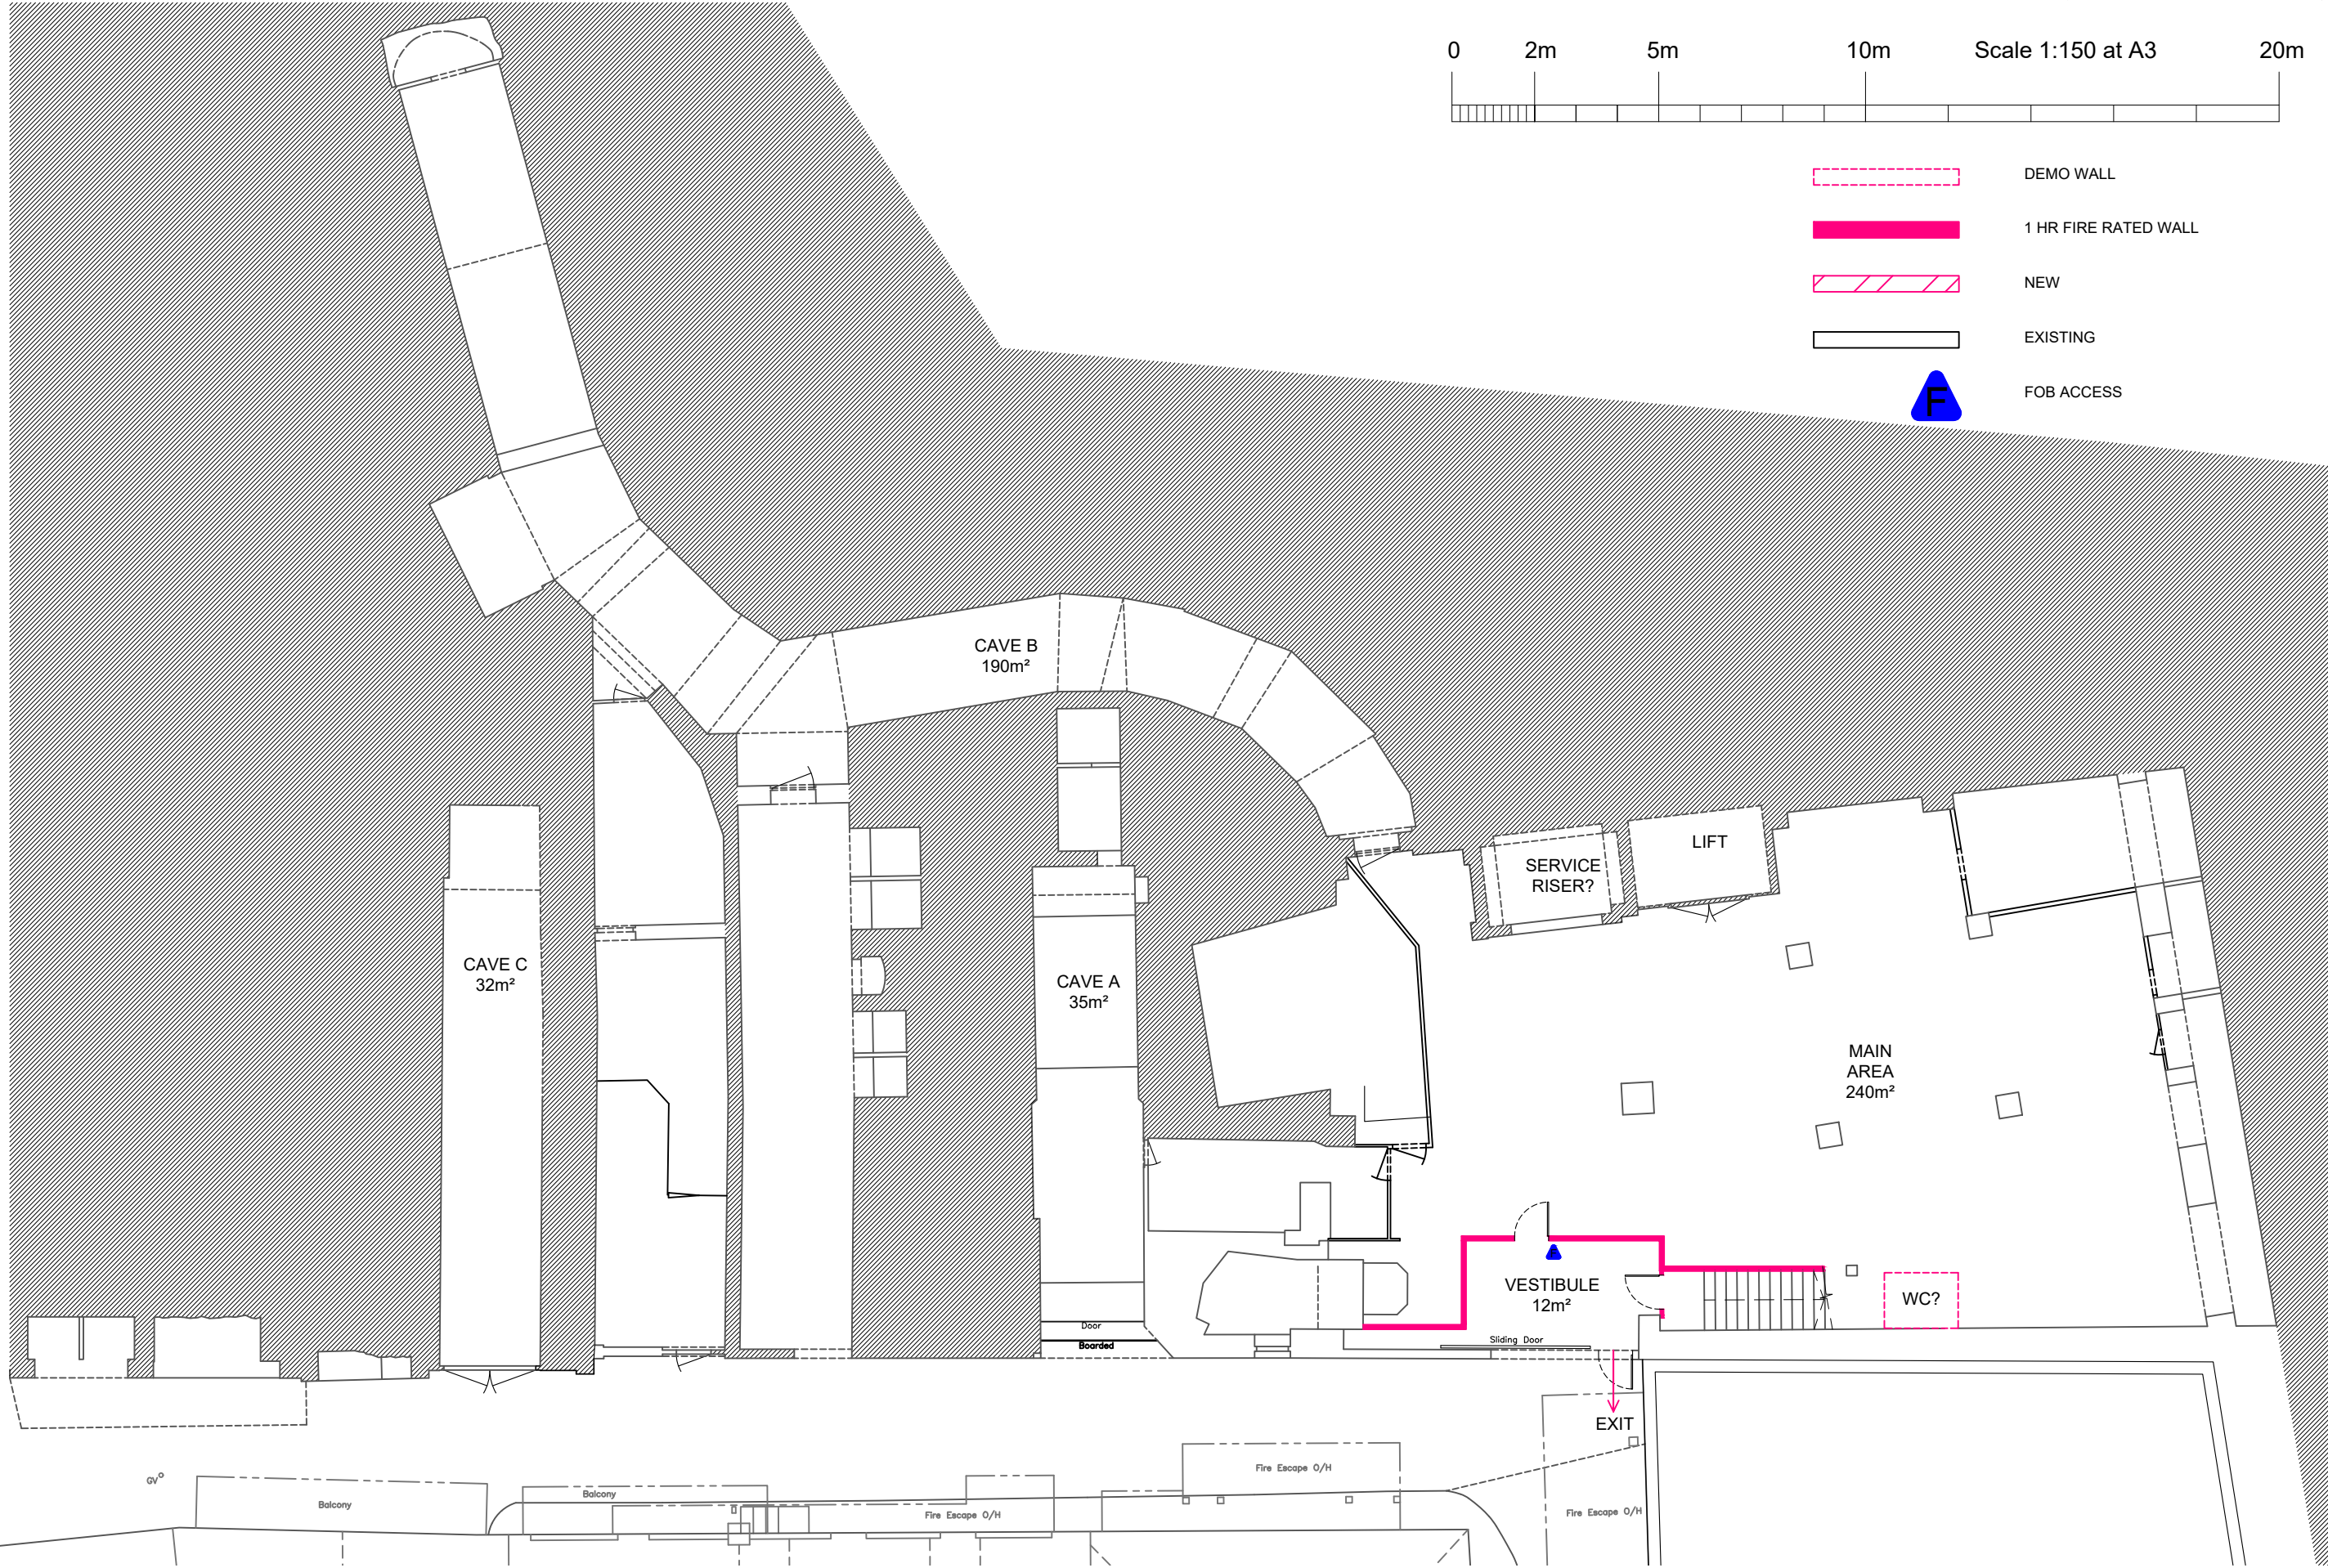 0 2m 5m 10m Scale 1:150 at A3 20m
DEMO WALL
1 HR FIRE RATED WALL
NEW
EXISTING
F
FOB ACCESS
CAVE B
190m²
LIFT
SERVICE
RISER?
CAVE C
32m²
CAVE A
35m²
MAIN
AREA
240m²
VESTIBULE
12m²
WC?
Door
Boarded
Sliding Door
EXIT
GV
Balcony
Balcony
Fire Escape O/H
Fire Escape O/H
Fire Escape O/H